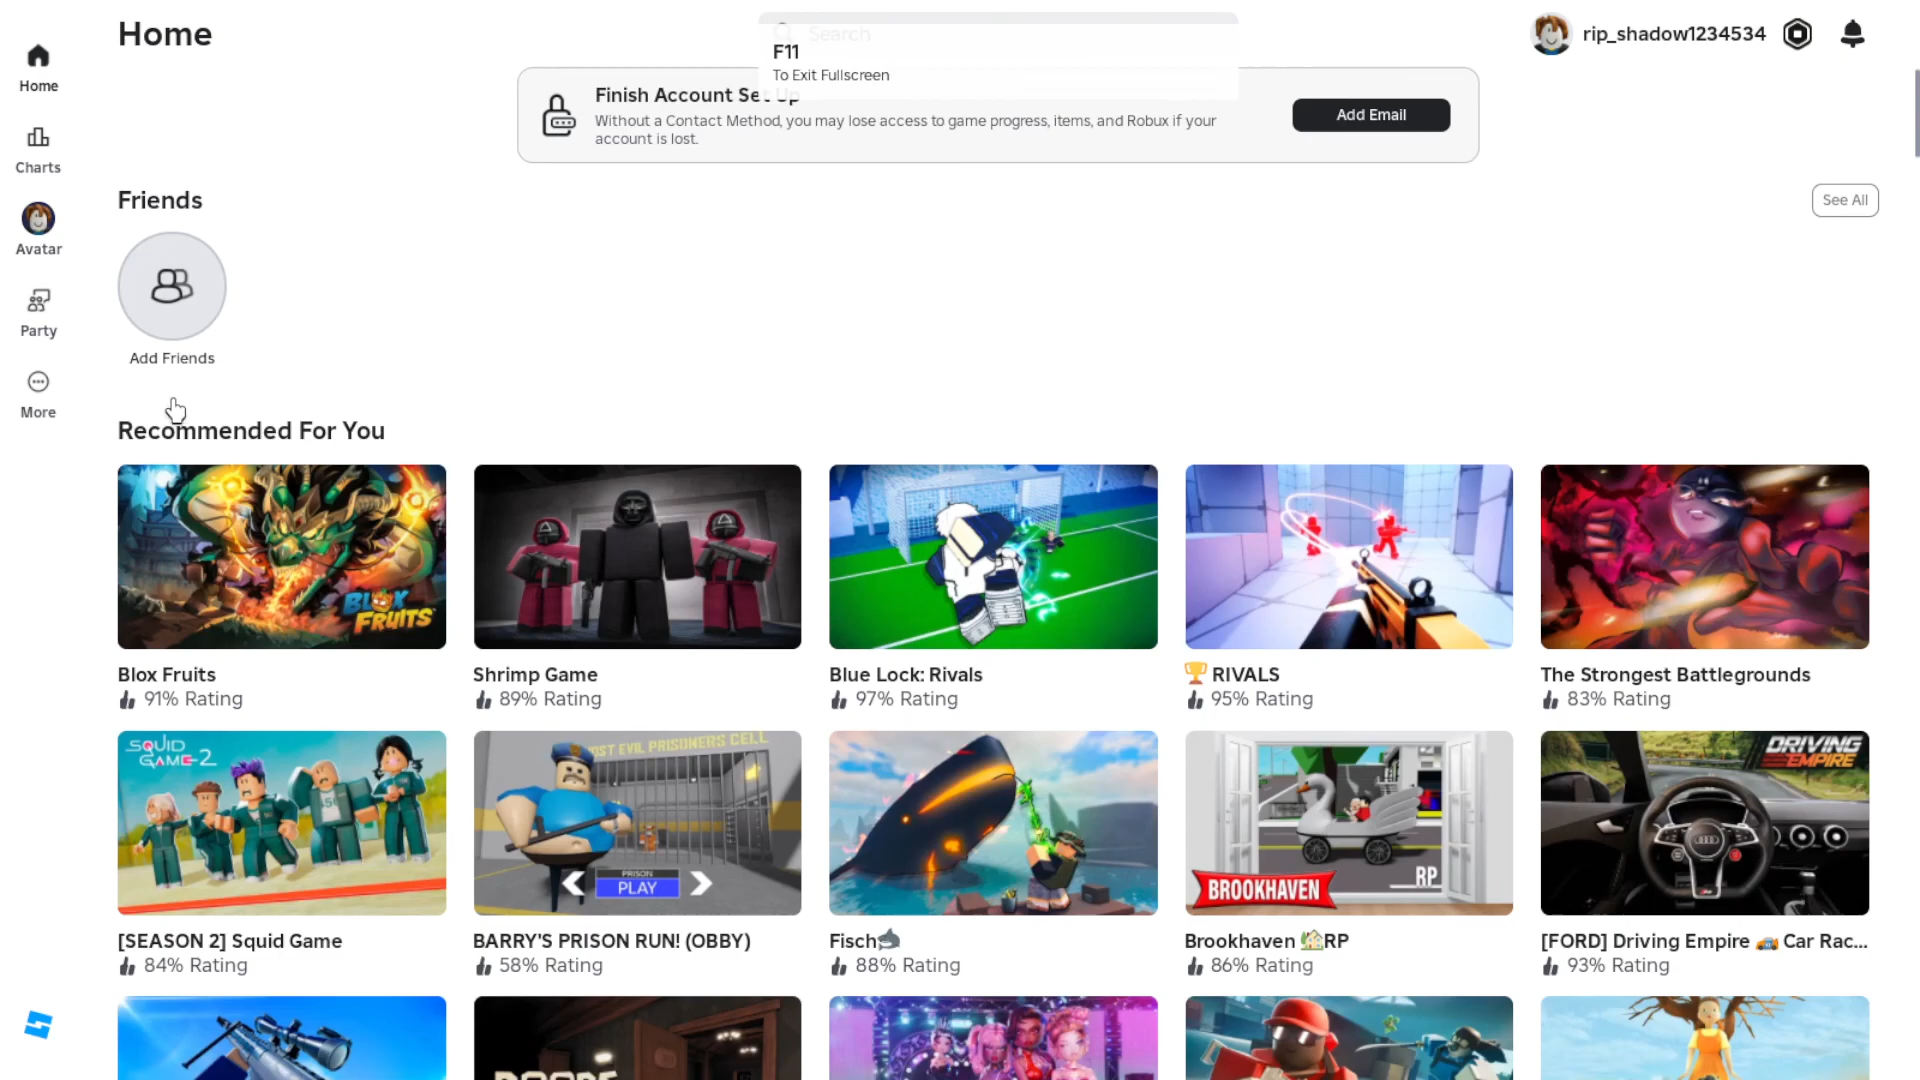 Home
Search
F11
To Exit Fullscreen
rip_shadow1234534
Home
Charts
Avatar
Party
More
Finish Account Set Up
Without a Contact Method, you may lose access to game progress, items, and Robux if your
account is lost.
Add Email
Friends
See All
Add Friends
Recommended For You
BLOX
FRUITS
Blox Fruits
91% Rating
Shrimp Game
89% Rating
Blue Lock: Rivals
97% Rating
RIVALS
95% Rating
The Strongest Battlegrounds
83% Rating
SQUID
GAME-2
OST EVIL PRISONERS CELL
PRISON
PLAY
BROOKHAVEN
RP
DRIVING
EMPIRE
[SEASON 2] Squid Game
84% Rating
BARRY'S PRISON RUN! (OBBY)
58% Rating
Fisch
88% Rating
Brookhaven RP
86% Rating
[FORD] Driving Empire Car Rac...
93% Rating